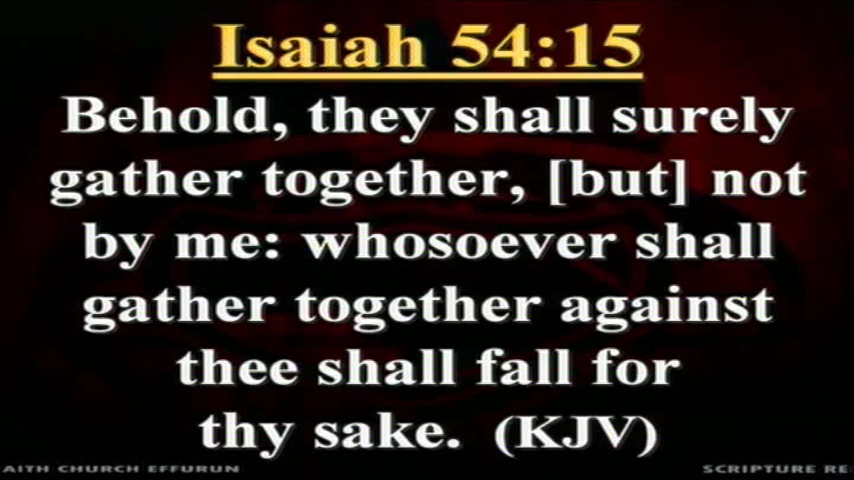 Isaiah 54:15
Behold, they shall surely
gather together, [but] not
by me: whosoever shall
gather together against
thee shall fall for
thy sake. (KJV)
AITH CHURCH EFFURUN
SCRIPTURE RE